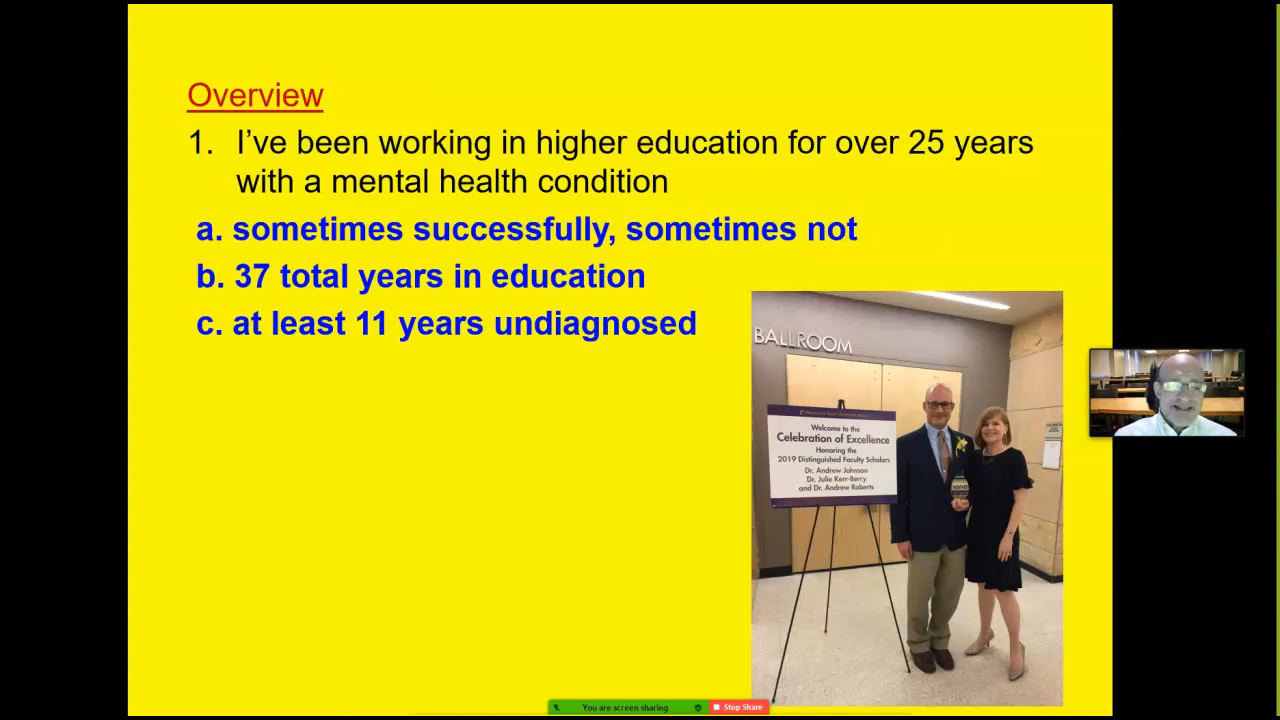 Overview
1. I've been working in higher education for over 25 years
with a mental health condition
a. sometimes successfully, sometimes not
b. 37 total years in education
c. at least 11 years undiagnosed
BALLROOM
Welcome to the
Celebration of Excellence
Honoring the
2019 Distinguished Faculty Scholars
Dr. Andrew Johnson
Dr. Julie Kerr-Berry
and Dr. Andrew Roberts
You are screen sharing
Stop Share